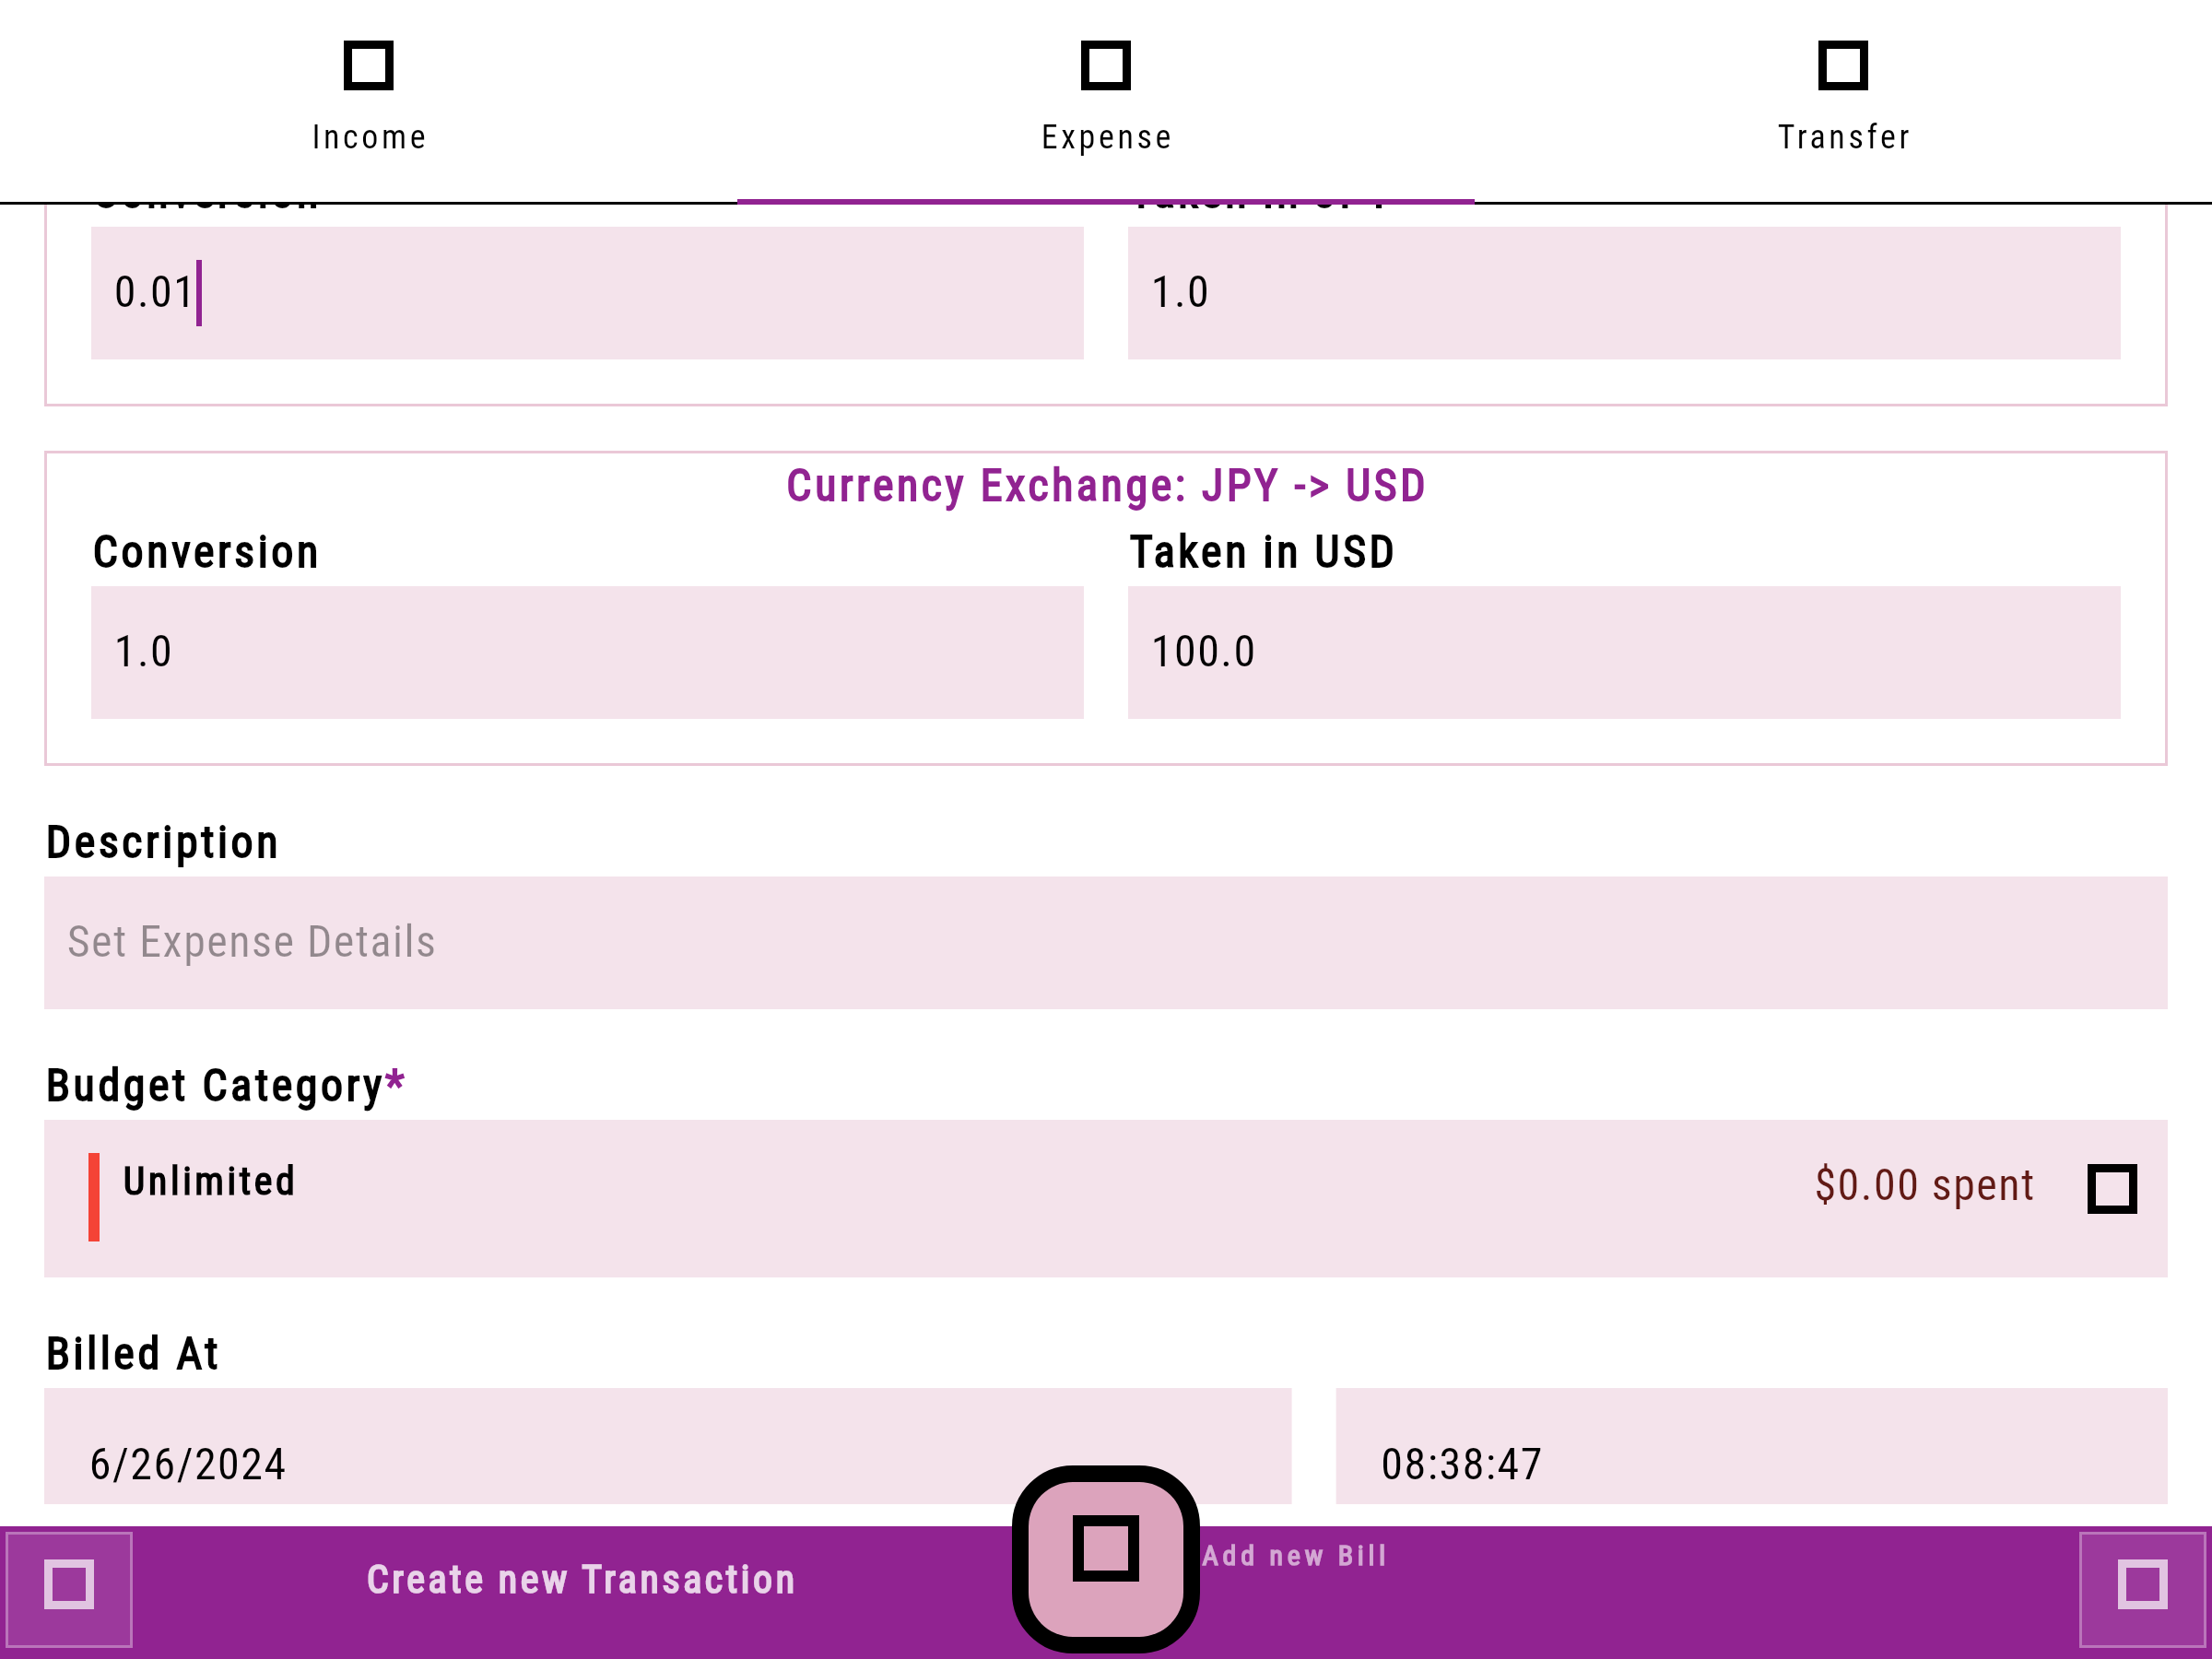 Income
Expense
Transfer
0.01
1.0
Currency Exchange: JPY -> USD
Conversion
Taken in USD
1.0
100.0
Description
Set Expense Details
Budget Category*
Unlimited
$0.00 spent
Billed At
6/26/2024
08:38:47
Create new Transaction
Add new Bill